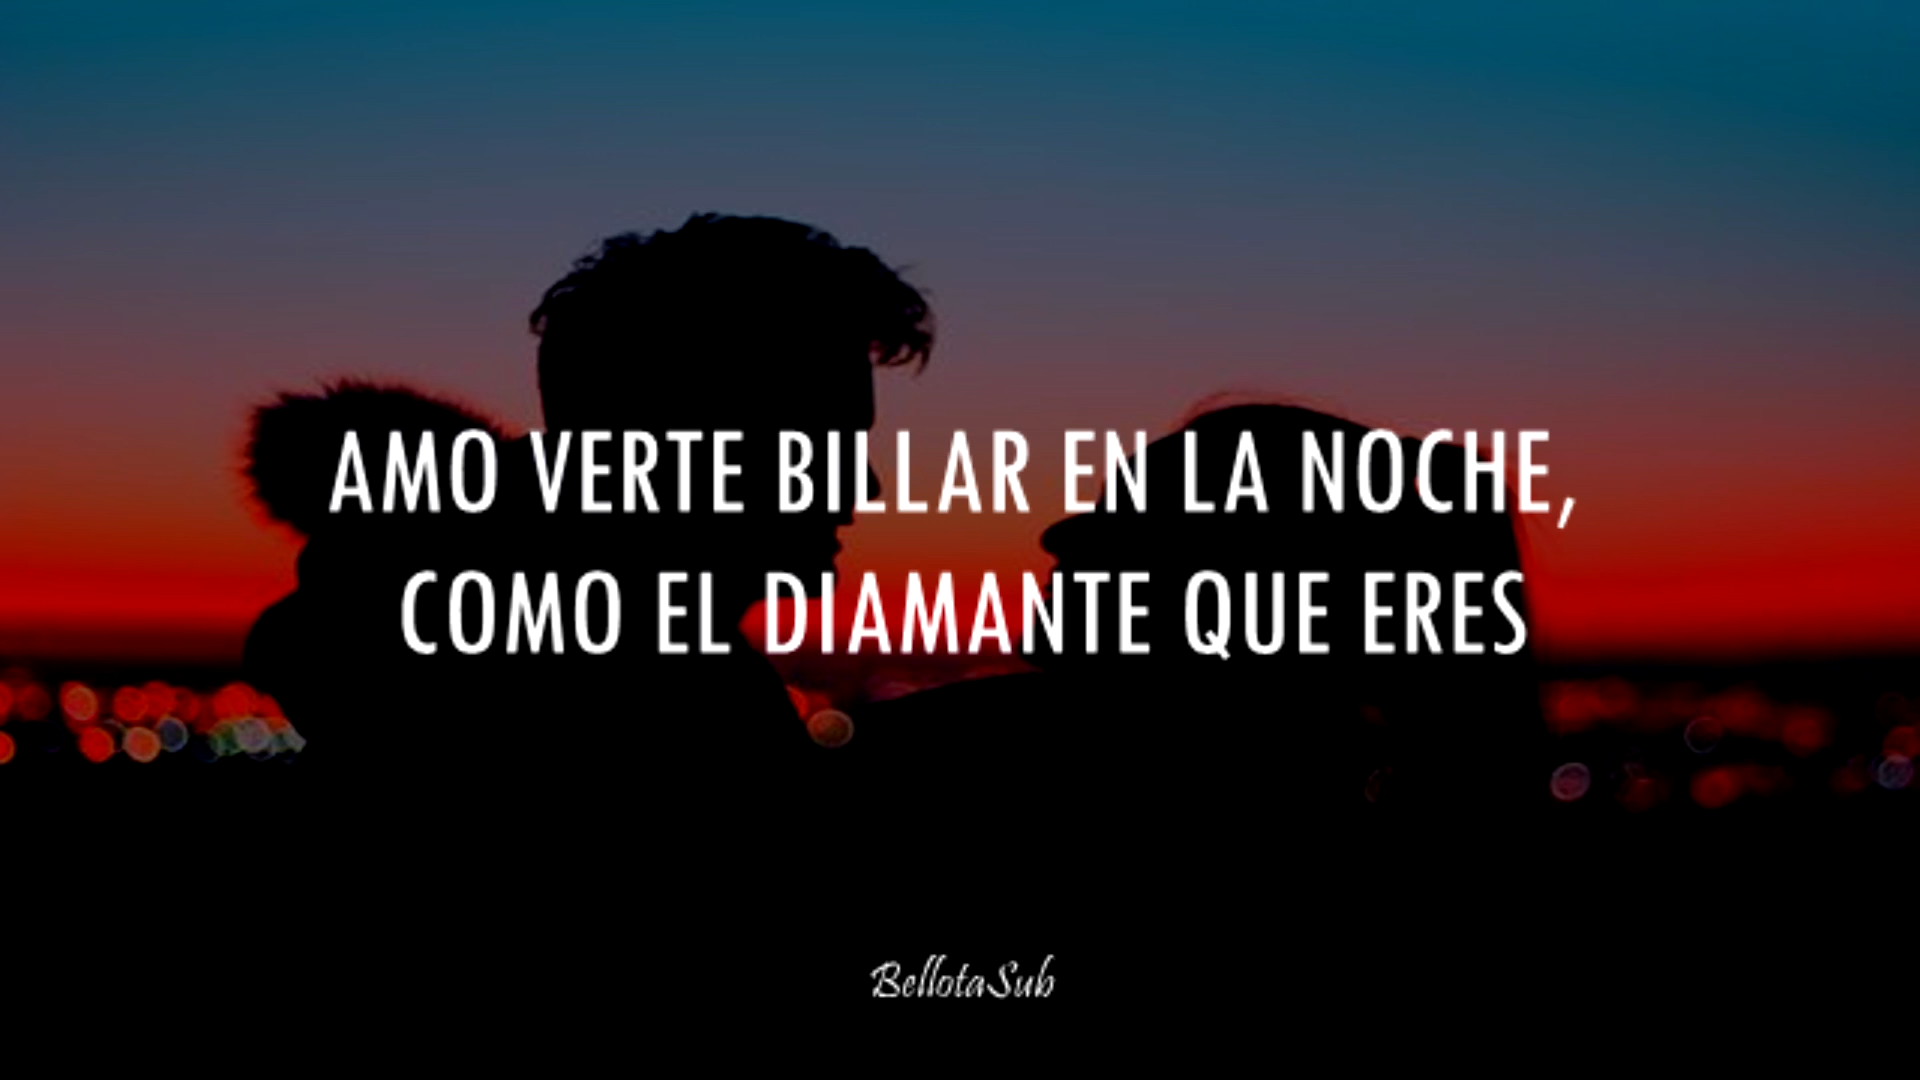 AMO VERTE BILLAR EN LA NOCHE,
COMO EL DIAMANTE QUE ERES
BellotaSub